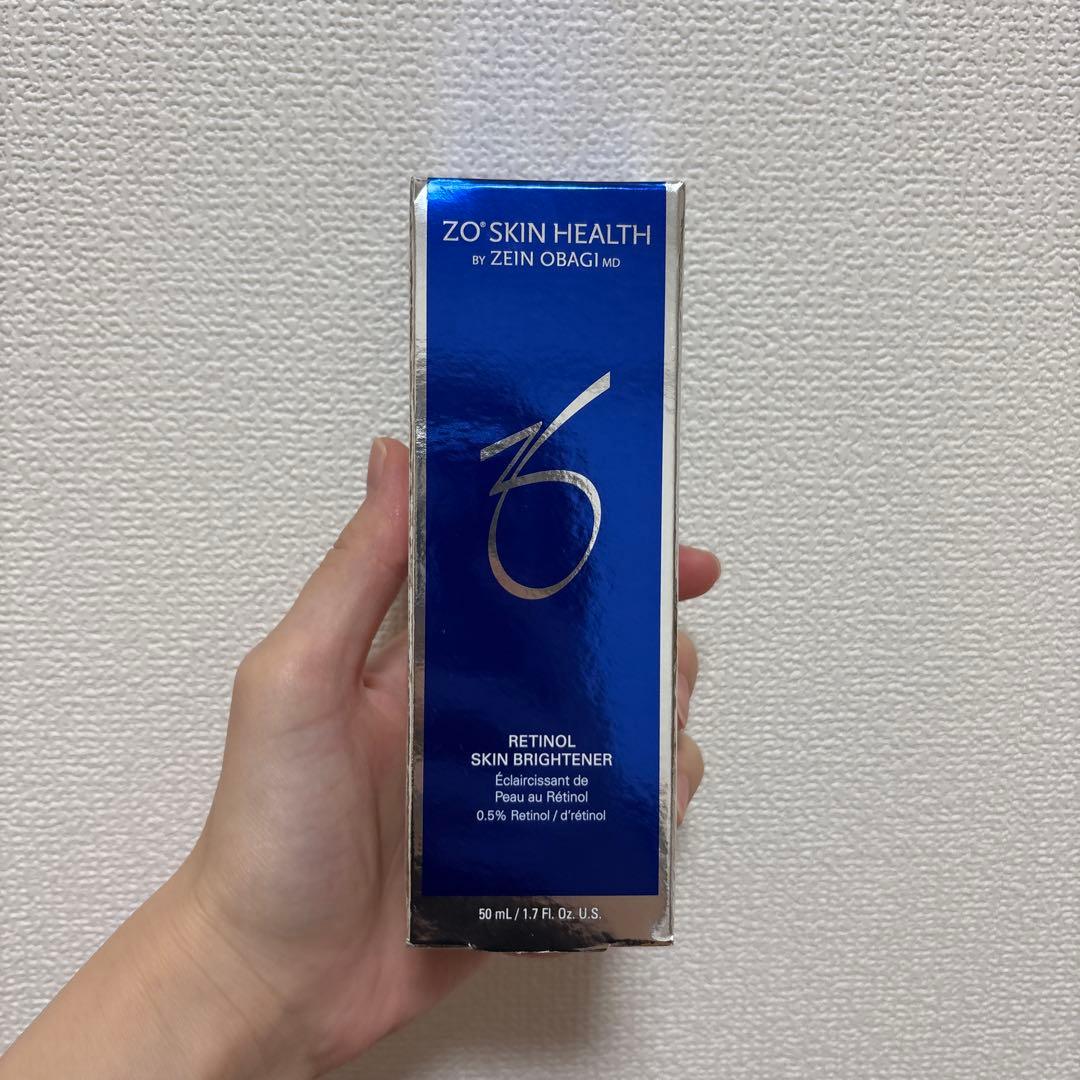 ZO® SKIN HEALTH
BY ZEIN OBAGI MD
RETINOL
SKIN BRIGHTENER
Éclaircissant de
Peau au Rétinol
0.5% Retinol / d'rétinol
50 mL / 1.7 Fl. Oz. U.S.